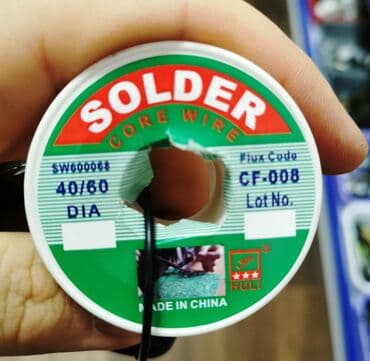 SOLDER
CORE WIRE
SW600068
40/60
DIA
Flux Code
CF-008
Lot No.
HULI
MADE IN CHINA